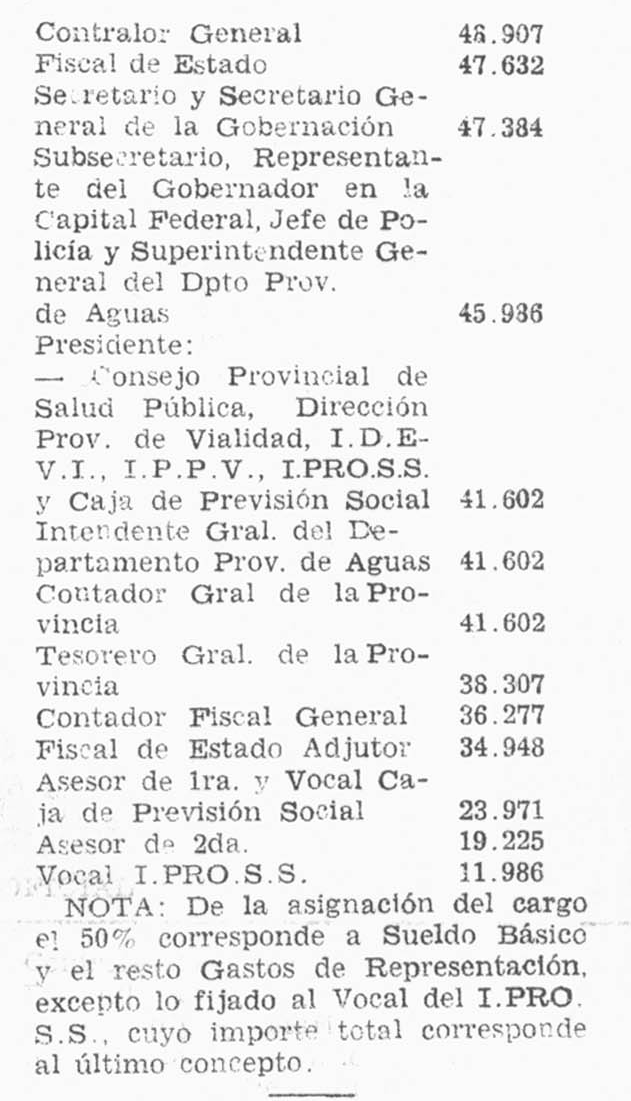 Contralor General 48.907
Fiscal de Estado 47.632
Secretario y Secretario Ge-
neral de la Gobernación 47.384
Subsecretario, Representan-
te del Gobernador en la
Capital Federal, Jefe de Po-
licía y Superintendente Ge-
neral del Dpto Prov.
de Aguas 45.936
Presidente:
— Consejo Provincial de
Salud Pública, Dirección
Prov. de Vialidad, I.D.E-
V.I., I.P.P.V., I.PRO.S.S.
y Caja de Previsión Social 41.602
Intendente Gral. del De-
partamento Prov. de Aguas 41.602
Contador Gral de la Pro-
vincia 41.602
Tesorero Gral. de la Pro-
vincia 38.307
Contador Fiscal General 36.277
Fiscal de Estado Adjutor 34.948
Asesor de 1ra. y Vocal Ca-
ja de Previsión Social 23.971
Asesor de 2da. 19.225
Vocal I.PRO.S.S. 11.986
NOTA: De la asignación del cargo
el 50% corresponde a Sueldo Básico
y el resto Gastos de Representación,
excepto lo fijado al Vocal del I.PRO.
S.S., cuyo importe total corresponde
al último concepto.